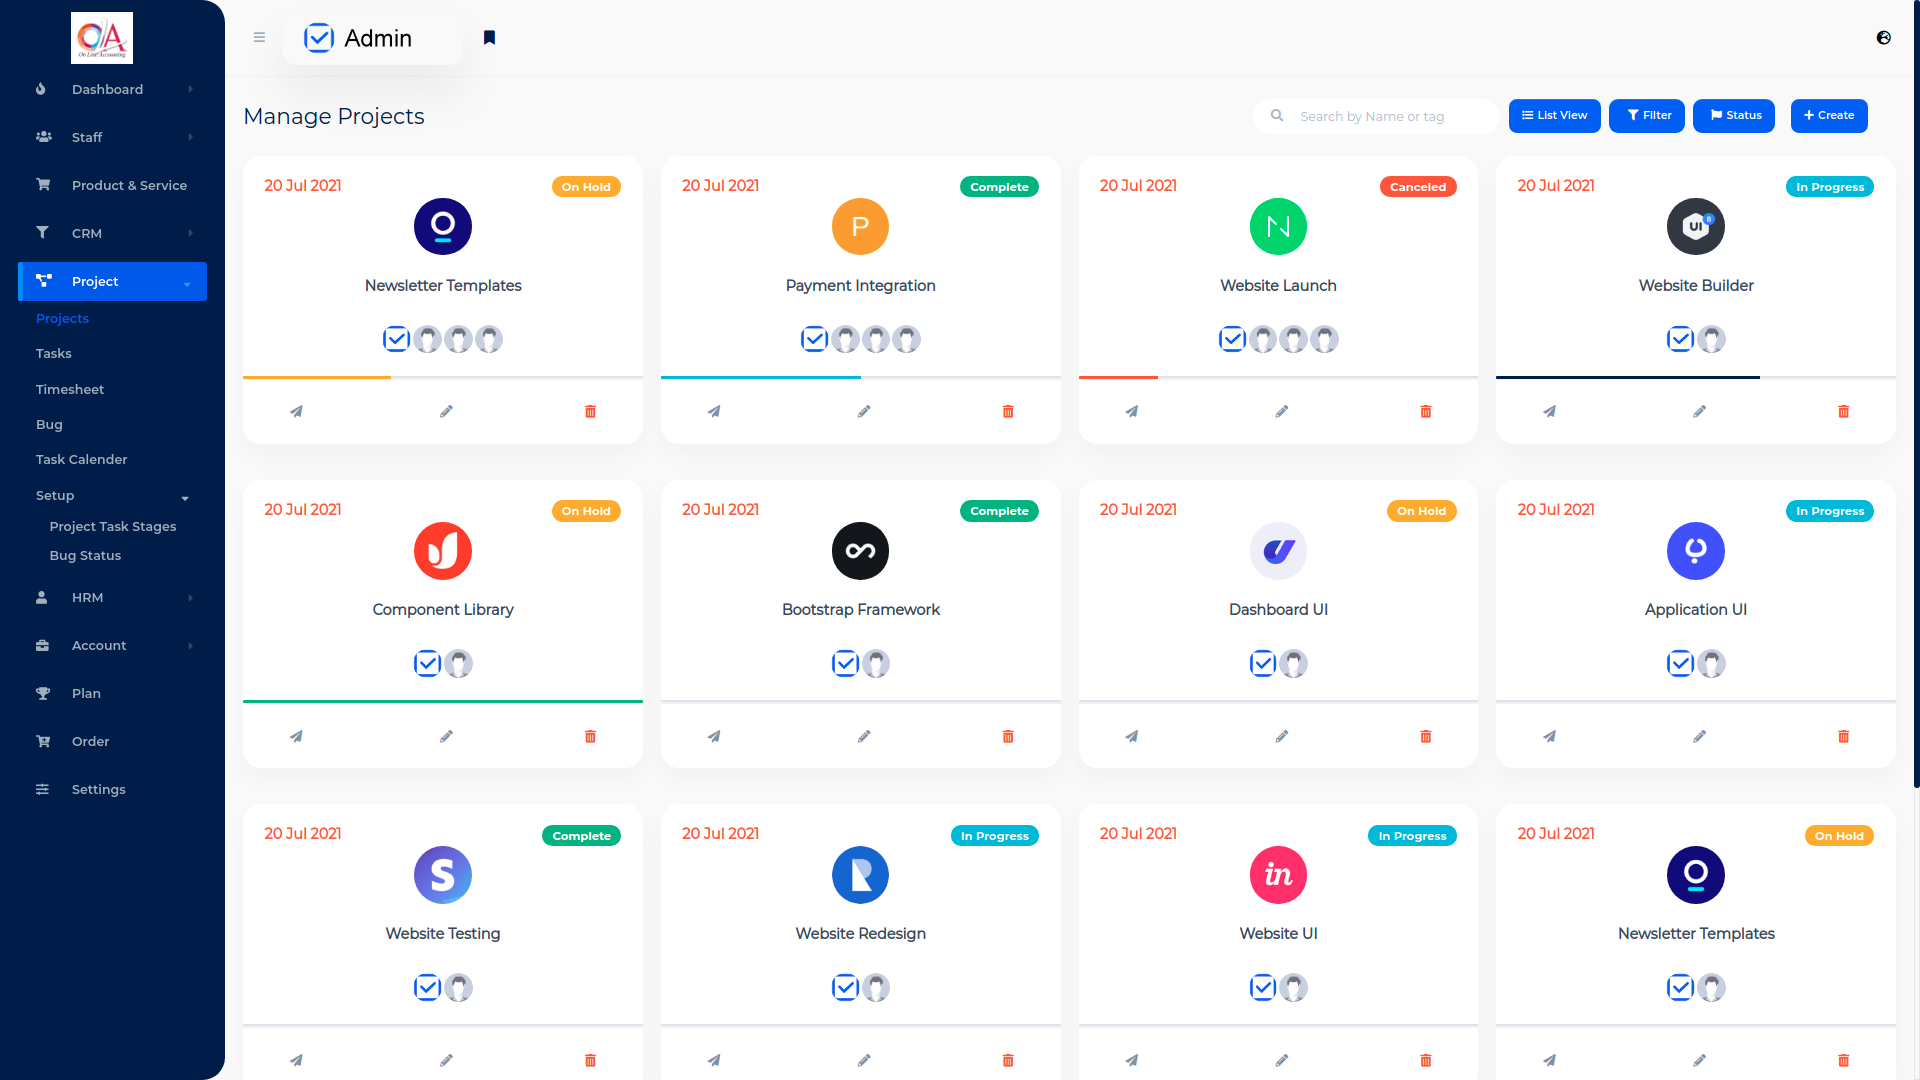 On Line Accounting
Admin
Dashboard
Staff
Product & Service
CRM
Project
Projects
Tasks
Timesheet
Bug
Task Calender
Setup
Project Task Stages
Bug Status
HRM
Account
Plan
Order
Settings
Manage Projects
Search by Name or tag
List View
Filter
Status
Create
20 Jul 2021
On Hold
Newsletter Templates
20 Jul 2021
Complete
P
Payment Integration
20 Jul 2021
Canceled
N
Website Launch
20 Jul 2021
In Progress
UI
8
Website Builder
20 Jul 2021
On Hold
Component Library
20 Jul 2021
Complete
Bootstrap Framework
20 Jul 2021
On Hold
Dashboard UI
20 Jul 2021
In Progress
Application UI
20 Jul 2021
Complete
S
Website Testing
20 Jul 2021
In Progress
R
Website Redesign
20 Jul 2021
In Progress
in
Website UI
20 Jul 2021
On Hold
Newsletter Templates